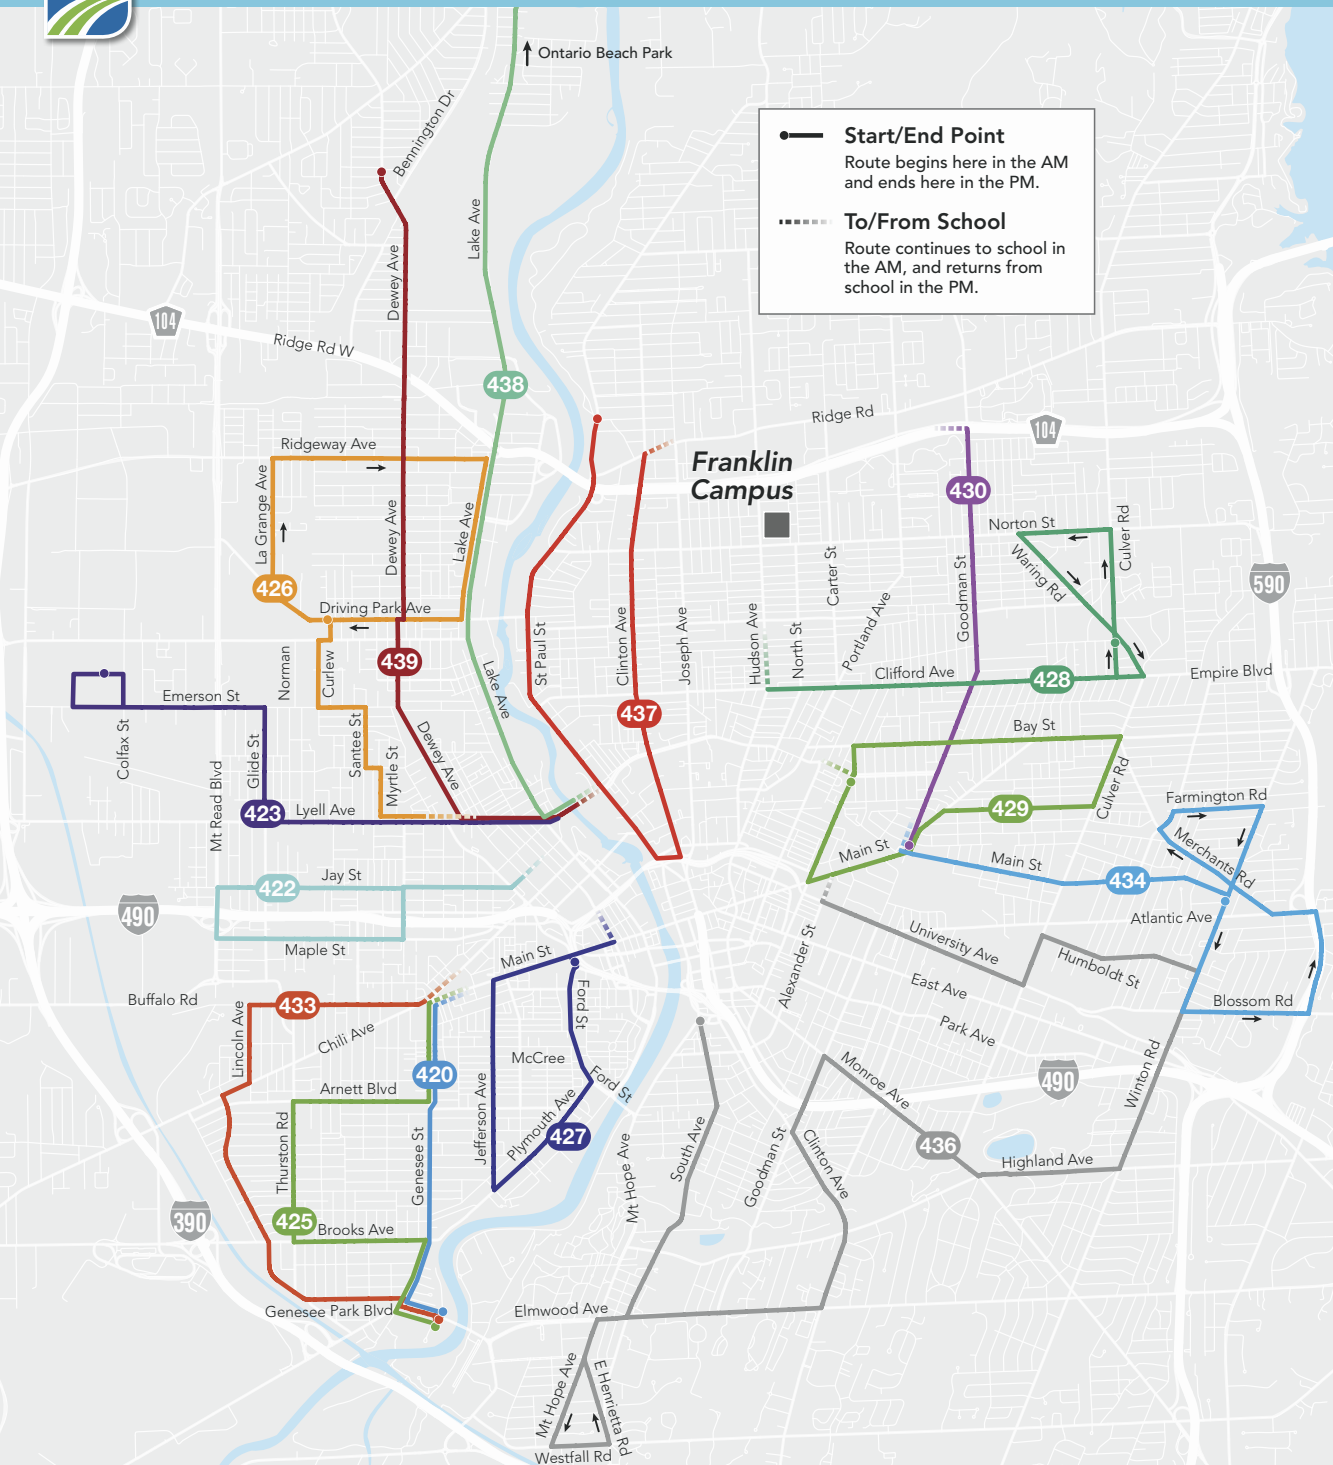 Ontario Beach Park
Bennington Dr
Start/End Point
Route begins here in the AM
and ends here in the PM.
To/From School
Route continues to school in
the AM, and returns from
school in the PM.
Lake Ave
Dewey Ave
104
Ridge Rd W
438
Ridge Rd
104
Ridgeway Ave
Franklin
Campus
430
La Grange Ave
Dewey Ave
Lake Ave
Norton St
Culver Rd
Waring Rd
590
426
Driving Park Ave
Carter St
Goodman St
Portland Ave
Hudson Ave
North St
Joseph Ave
Clinton Ave
St Paul St
Norman
Curlew
439
Clifford Ave
428
Empire Blvd
Emerson St
Lake Ave
437
Colfax St
Glide St
Santee St
Myrtle St
Dewey Ave
Bay St
Mt Read Blvd
423
Lyell Ave
429
Culver Rd
Farmington Rd
Main St
Main St
Merchants Rd
434
Jay St
422
490
Maple St
Atlantic Ave
University Ave
Humboldt St
Main St
Alexander St
East Ave
Blossom Rd
Buffalo Rd
433
Lincoln Ave
Chili Ave
Ford St
Park Ave
McCree
420
Arnett Blvd
Ford St
Monroe Ave
490
Winton Rd
Thurston Rd
Genesee St
Jefferson Ave
Plymouth Ave
427
Mt Hope Ave
South Ave
Goodman St
Clinton Ave
436
Highland Ave
390
425
Brooks Ave
Genesee Park Blvd
Elmwood Ave
Mt Hope Ave
E Henrietta Rd
Westfall Rd